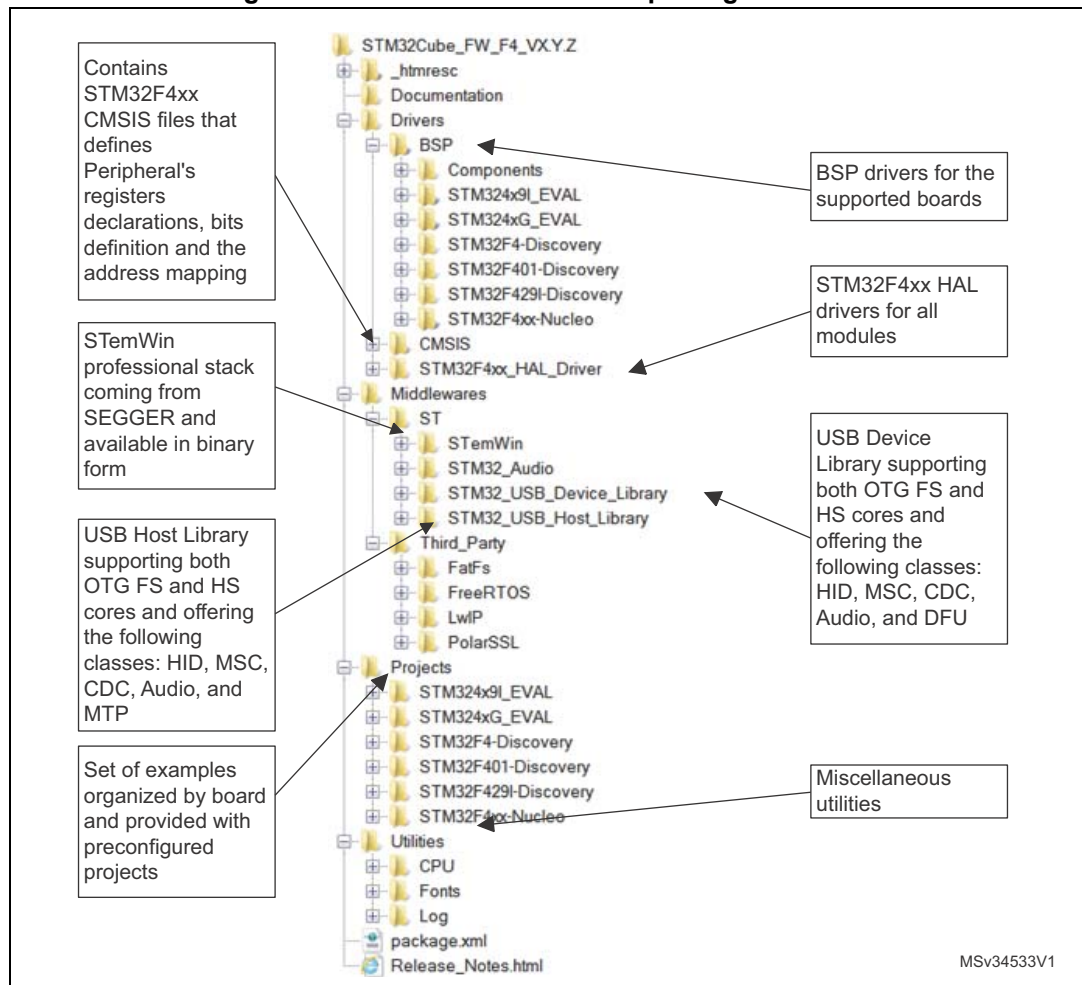 Contains
STM32F4xx
CMSIS files that
defines
Peripheral's
registers
declarations, bits
definition and the
address mapping
STemWin
professional stack
coming from
SEGGER and
available in binary
form
USB Host Library
supporting both
OTG FS and HS
cores and offering
the following
classes: HID, MSC,
CDC, Audio, and
MTP
Set of examples
organized by board
and provided with
preconfigured
projects
STM32Cube_FW_F4_VX.Y.Z
_htmresc
Documentation
Drivers
BSP
Components
STM324x9I_EVAL
STM324xG_EVAL
STM32F4-Discovery
STM32F401-Discovery
STM32F429I-Discovery
STM32F4xx-Nucleo
CMSIS
STM32F4xx_HAL_Driver
Middlewares
ST
STemWin
STM32_Audio
STM32_USB_Device_Library
STM32_USB_Host_Library
Third_Party
FatFs
FreeRTOS
LwIP
PolarSSL
Projects
STM324x9I_EVAL
STM324xG_EVAL
STM32F4-Discovery
STM32F401-Discovery
STM32F429I-Discovery
STM32F4xx-Nucleo
Utilities
CPU
Fonts
Log
package.xml
Release_Notes.html
BSP drivers for the
supported boards
STM32F4xx HAL
drivers for all
modules
USB Device
Library supporting
both OTG FS and
HS cores and
offering the
following classes:
HID, MSC, CDC,
Audio, and DFU
Miscellaneous
utilities
MSv34533V1